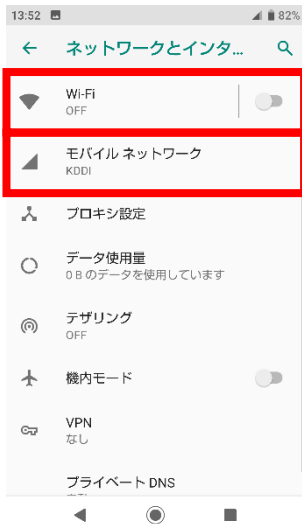 13:52 82%
ネットワークとインタ...
Wi-Fi
OFF
モバイル ネットワーク
KDDI
プロキシ設定
データ使用量
0 B のデータを使用しています
テザリング
OFF
機内モード
VPN
なし
プライベート DNS